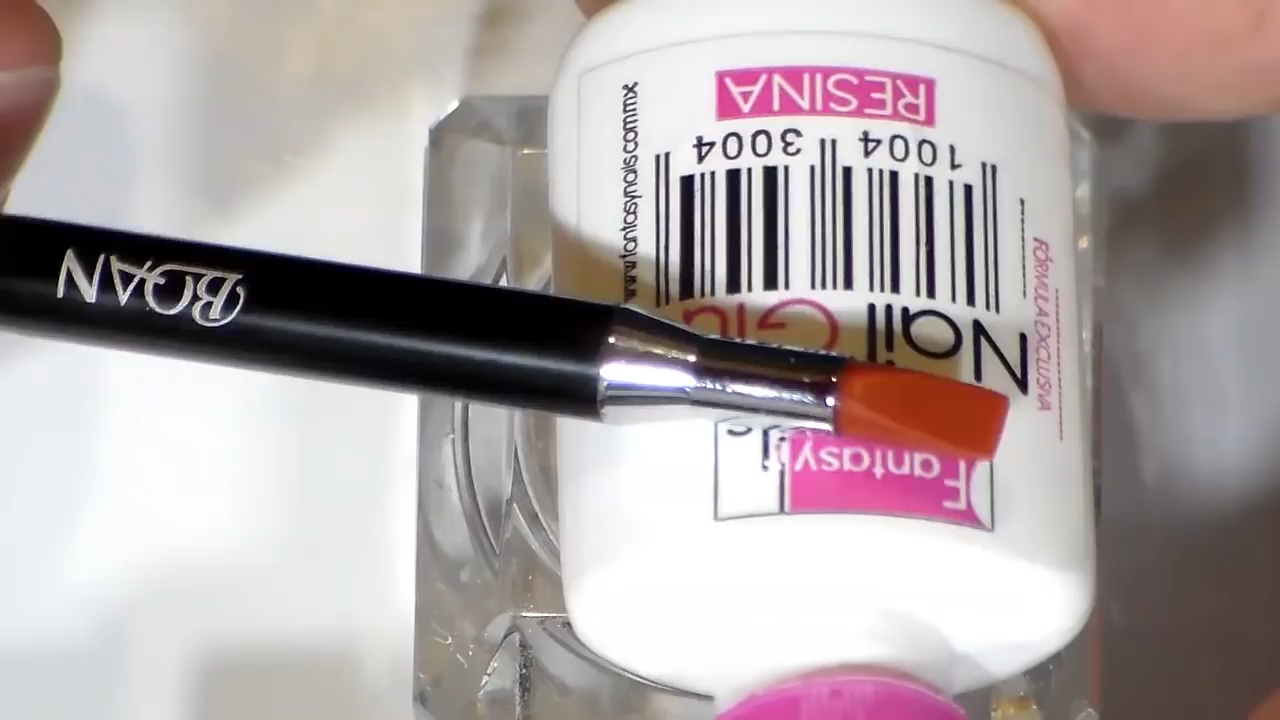 BQAN
Fantasy
Nail
FÓRMULA EXCLUSIVA
1004 3004
RESINA
www.fantasynails.com.mx